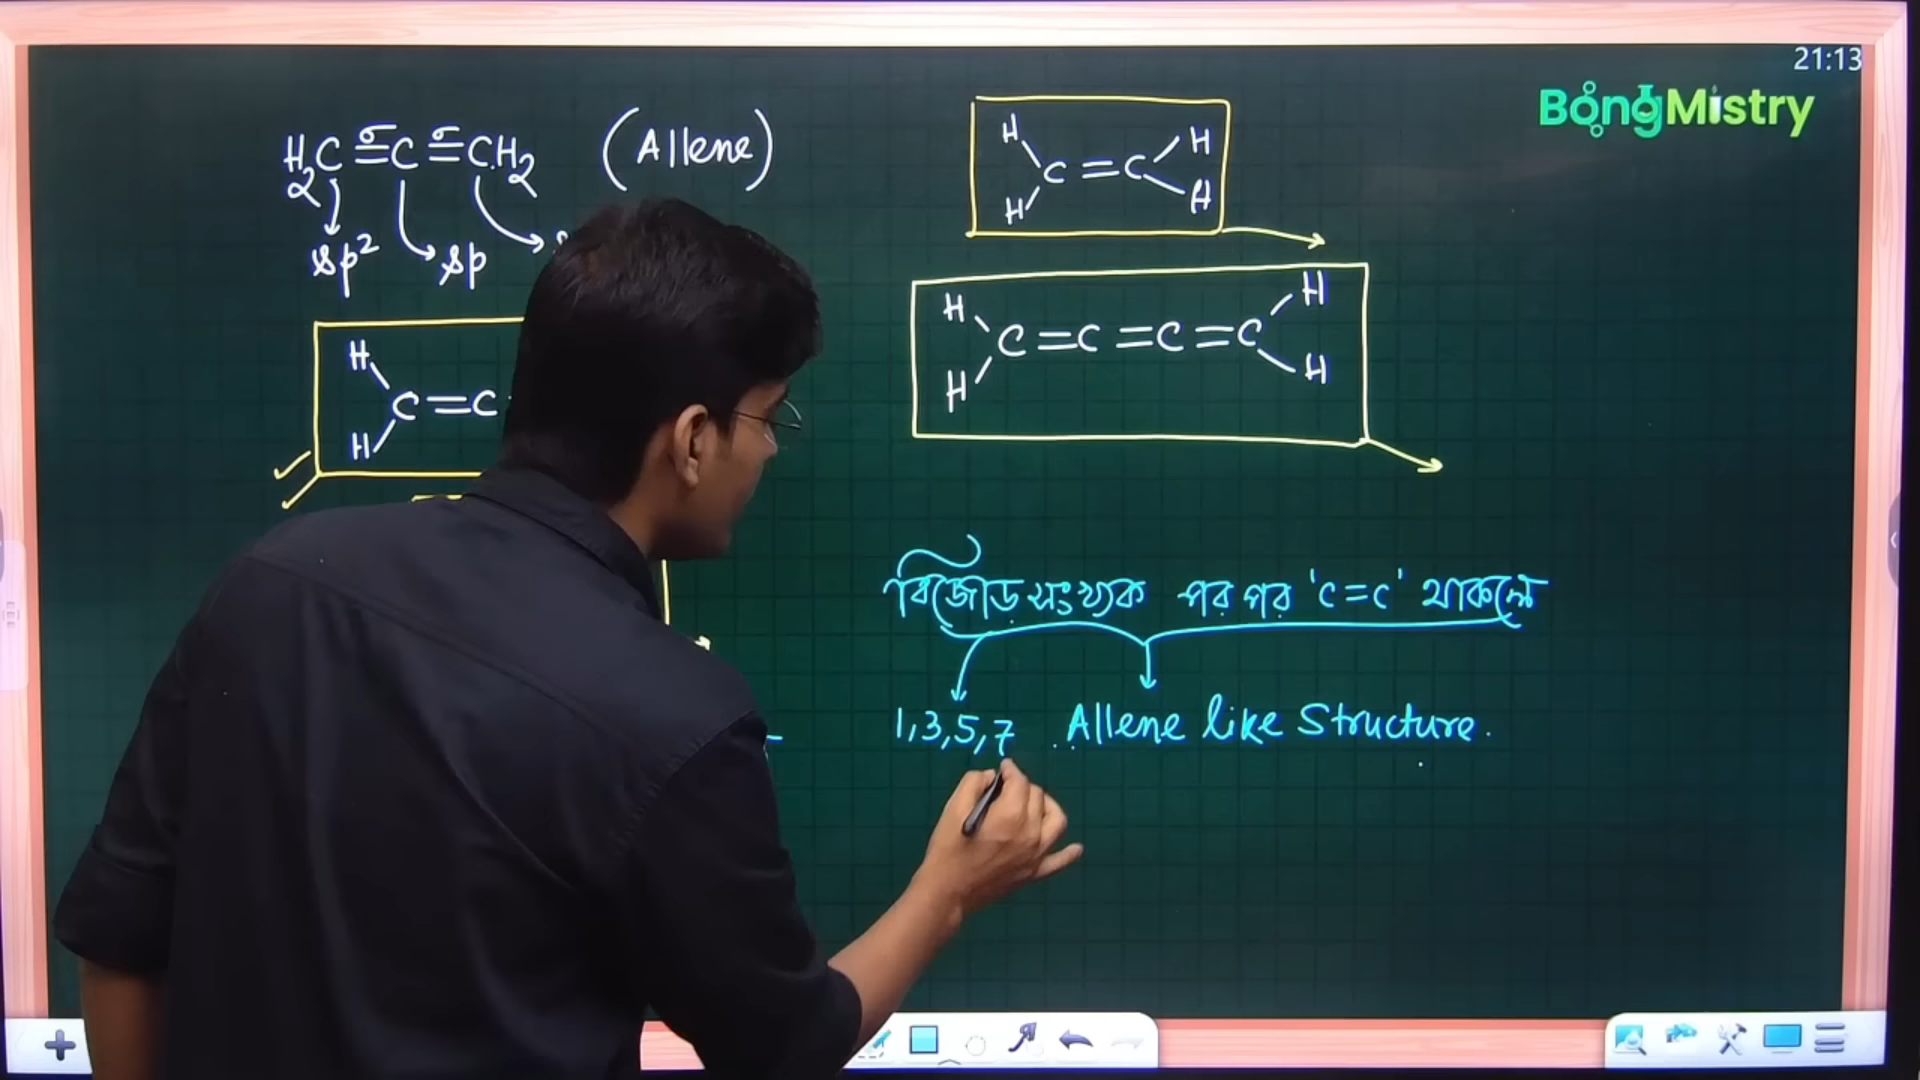 21:13
BongMistry
H₂C =σ= C =σ= CH₂ (Allene)
sp² sp
H H
C = C
H H
H H
C = C = C = C
H H
H
C = C
H
বিজোড় সংখ্যক পর পর 'C=C' থাকলে
1,3,5,7 Allene like Structure.